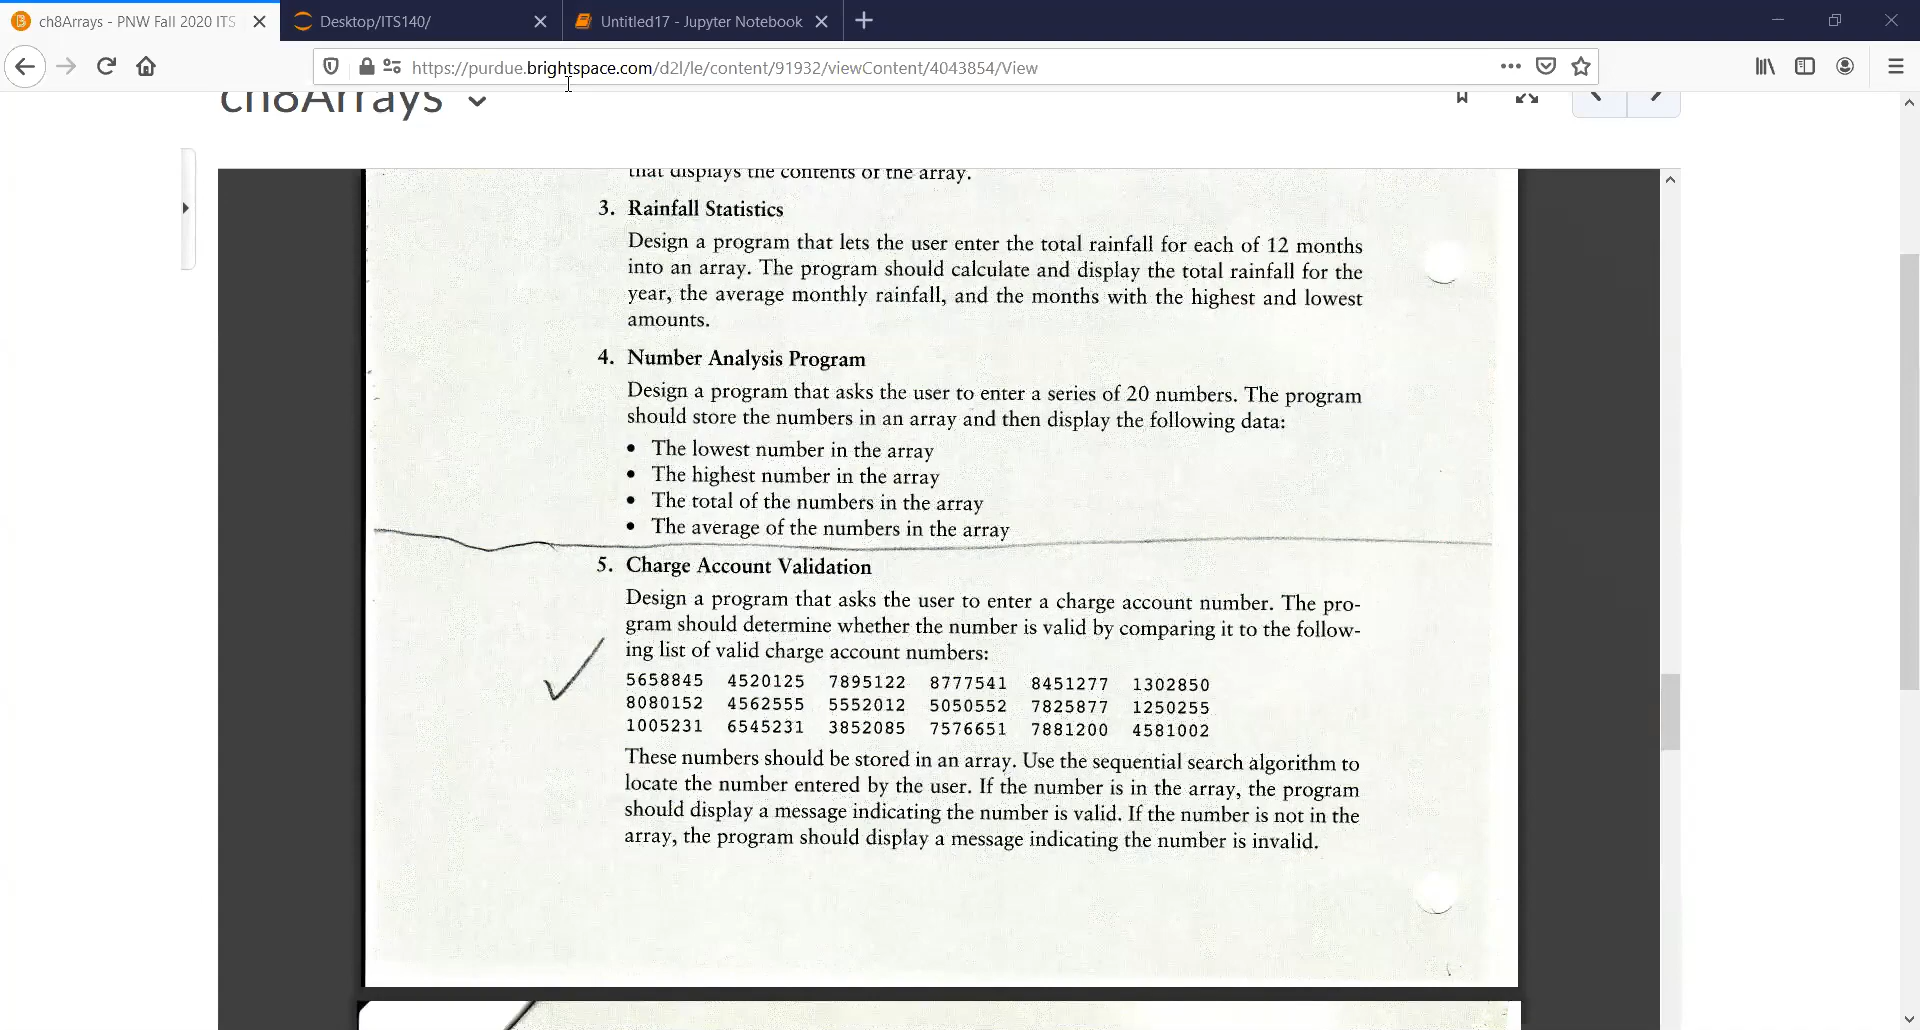 ch8Arrays - PNW Fall 2020 ITS
Desktop/ITS140/
Untitled17 - Jupyter Notebook
https://purdue.brightspace.com/d2l/le/content/91932/viewContent/4043854/View
ch8Arrays
that displays the contents of the array.
3. Rainfall Statistics
Design a program that lets the user enter the total rainfall for each of 12 months
into an array. The program should calculate and display the total rainfall for the
year, the average monthly rainfall, and the months with the highest and lowest
amounts.
4. Number Analysis Program
Design a program that asks the user to enter a series of 20 numbers. The program
should store the numbers in an array and then display the following data:
• The lowest number in the array
• The highest number in the array
• The total of the numbers in the array
• The average of the numbers in the array
5. Charge Account Validation
Design a program that asks the user to enter a charge account number. The pro-
gram should determine whether the number is valid by comparing it to the follow-
ing list of valid charge account numbers:
5658845 4520125 7895122 8777541 8451277 1302850
8080152 4562555 5552012 5050552 7825877 1250255
1005231 6545231 3852085 7576651 7881200 4581002
These numbers should be stored in an array. Use the sequential search algorithm to
locate the number entered by the user. If the number is in the array, the program
should display a message indicating the number is valid. If the number is not in the
array, the program should display a message indicating the number is invalid.